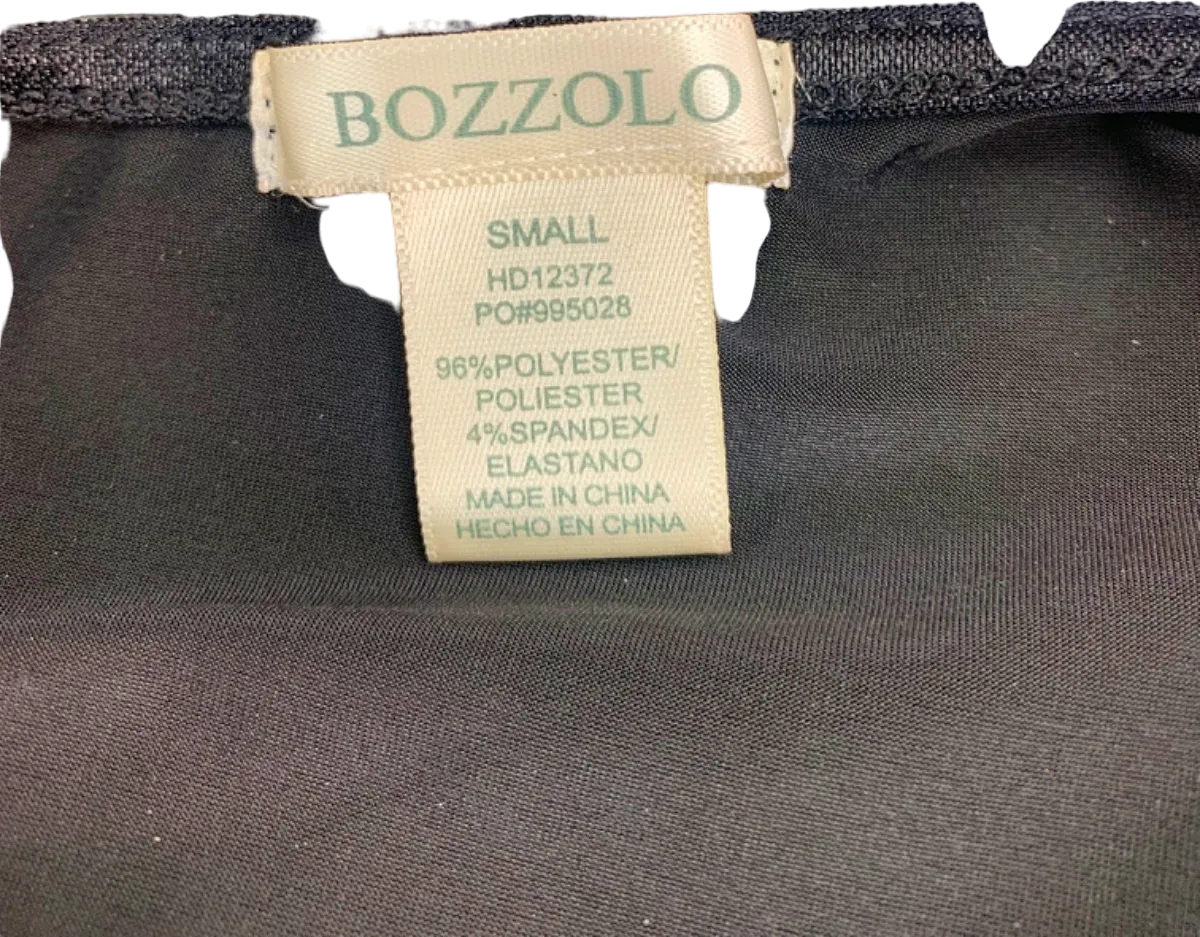 BOZZOLO
SMALL
HD12372
PO#995028
96%POLYESTER/
POLIESTER
4%SPANDEX/
ELASTANO
MADE IN CHINA
HECHO EN CHINA